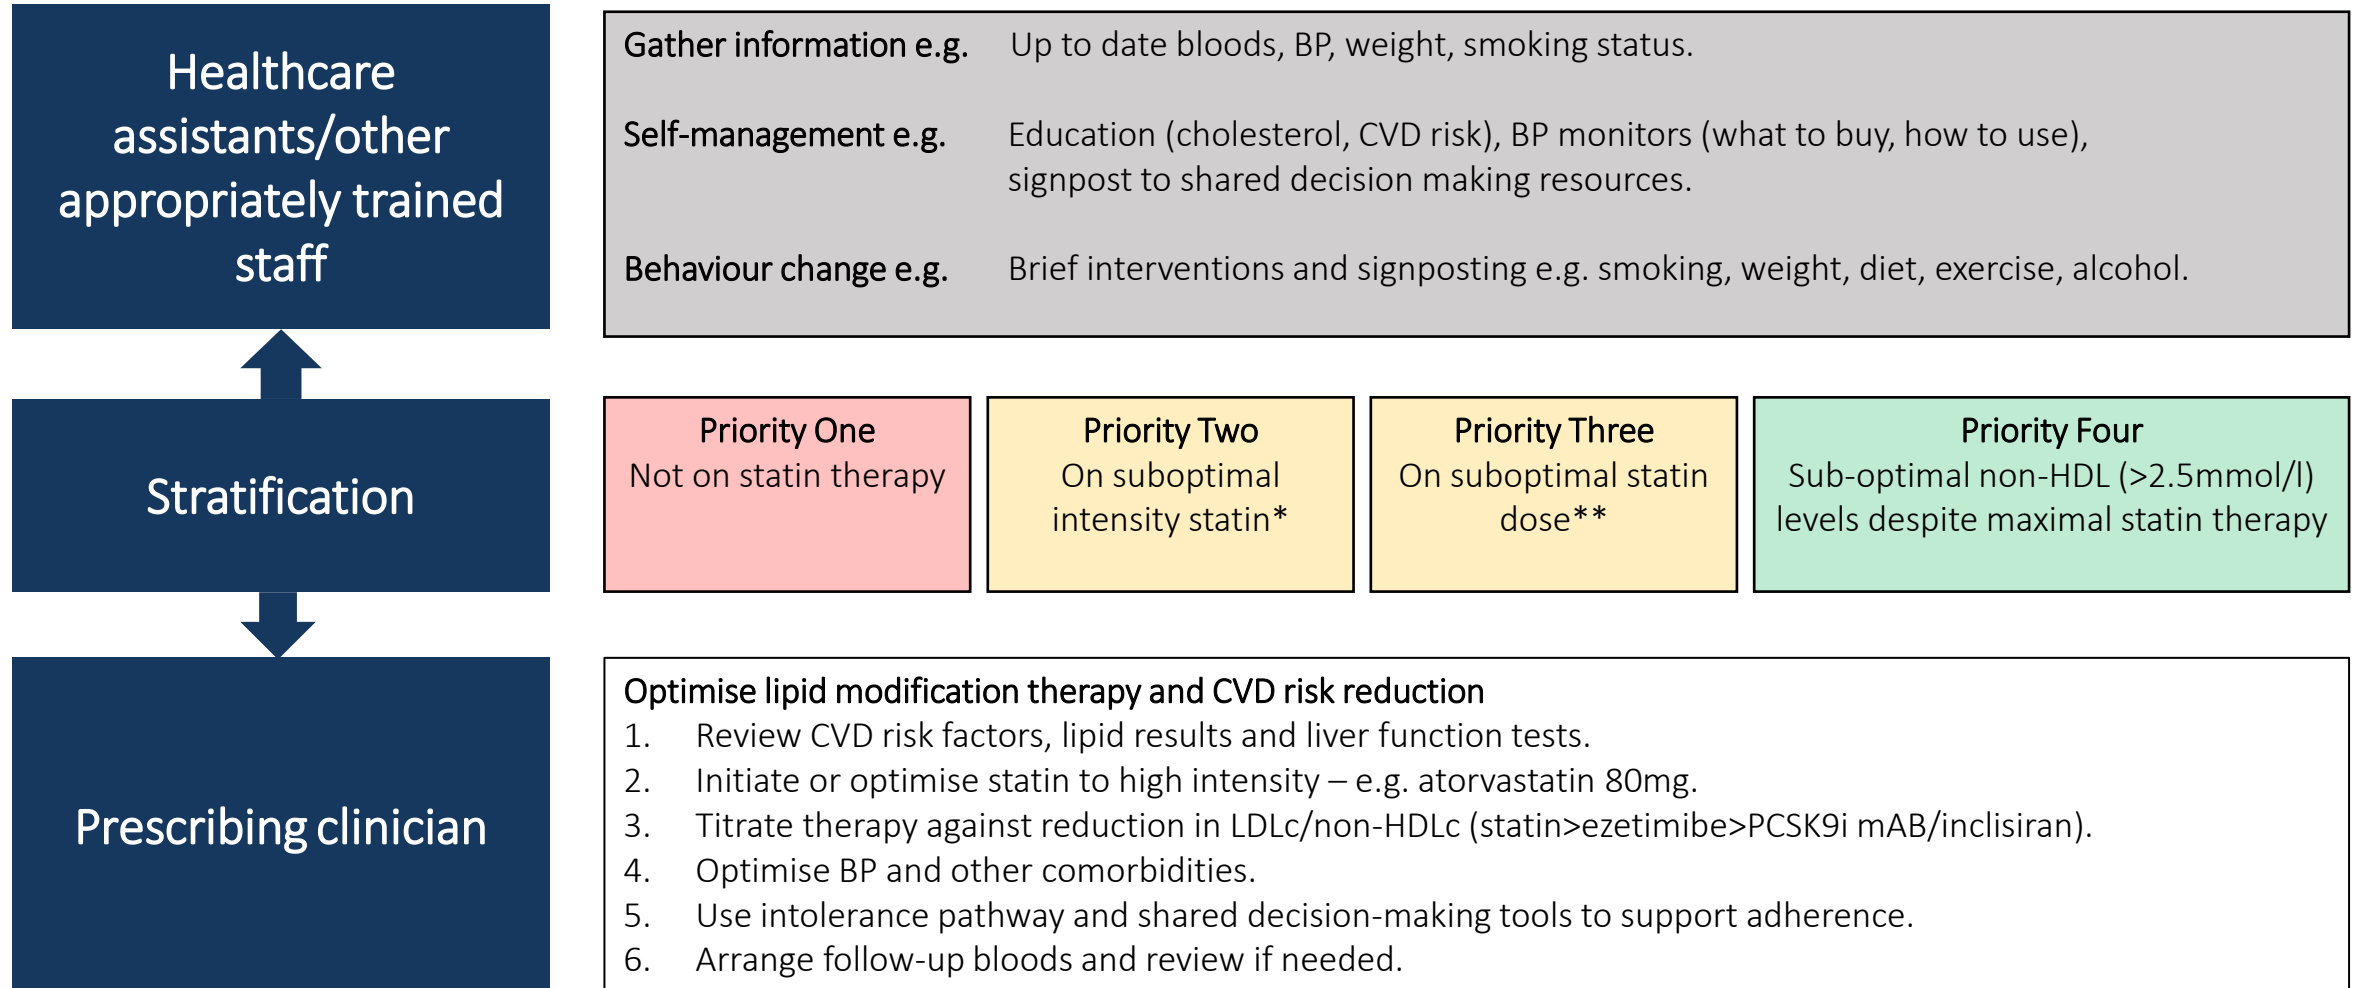 Healthcare
assistants/other
appropriately trained
staff
Gather information e.g. Up to date bloods, BP, weight, smoking status.
Self-management e.g. Education (cholesterol, CVD risk), BP monitors (what to buy, how to use),
signpost to shared decision making resources.
Behaviour change e.g. Brief interventions and signposting e.g. smoking, weight, diet, exercise, alcohol.
Stratification
Priority One
Not on statin therapy
Priority Two
On suboptimal
intensity statin*
Priority Three
On suboptimal statin
dose**
Priority Four
Sub-optimal non-HDL (>2.5mmol/l)
levels despite maximal statin therapy
Prescribing clinician
Optimise lipid modification therapy and CVD risk reduction
1. Review CVD risk factors, lipid results and liver function tests.
2. Initiate or optimise statin to high intensity – e.g. atorvastatin 80mg.
3. Titrate therapy against reduction in LDLc/non-HDLc (statin>ezetimibe>PCSK9i mAB/inclisiran).
4. Optimise BP and other comorbidities.
5. Use intolerance pathway and shared decision-making tools to support adherence.
6. Arrange follow-up bloods and review if needed.